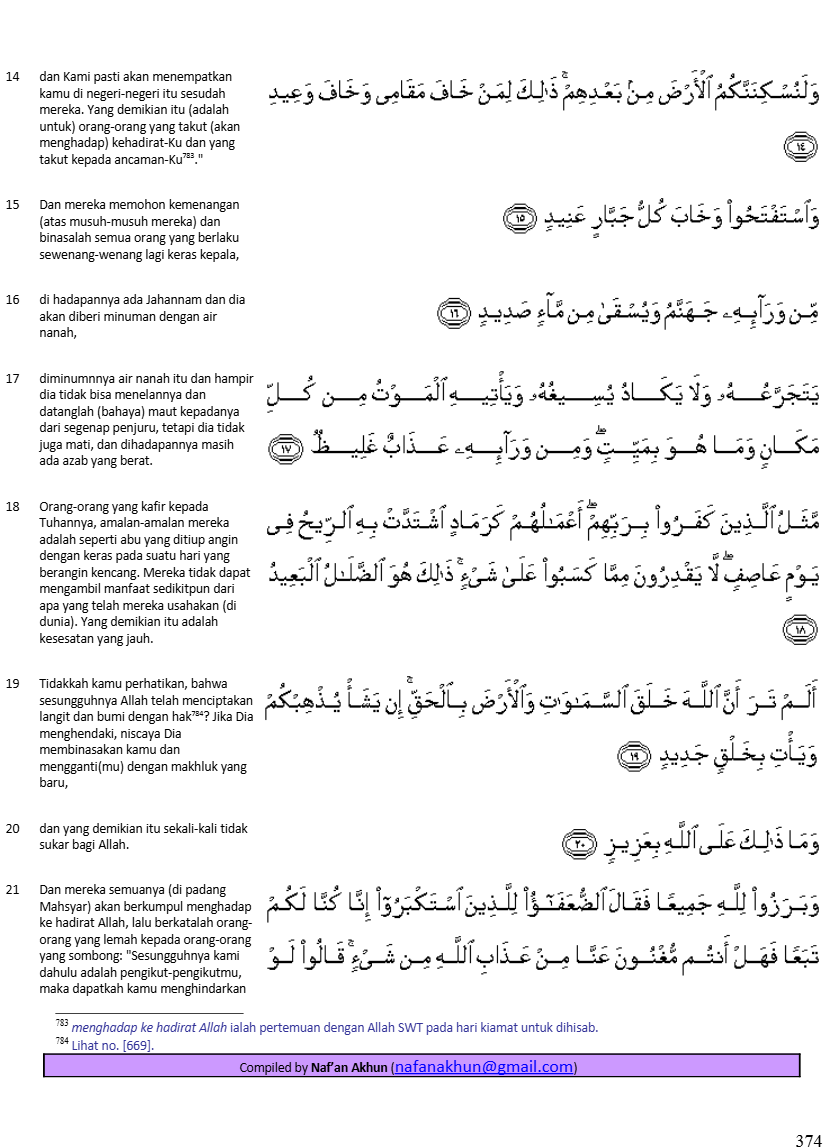 14 dan Kami pasti akan menempatkan
kamu di negeri-negeri itu sesudah
mereka. Yang demikian itu (adalah
untuk) orang-orang yang takut (akan
menghadap) kehadirat-Ku dan yang
takut kepada ancaman-Ku783."
وَلَنُسْكِنَنَّكُمُ ٱلْأَرْضَ مِنۢ بَعْدِهِمْ ۚ ذَٰلِكَ لِمَنْ خَافَ مَقَامِى وَخَافَ وَعِيدِ
١٤
15 Dan mereka memohon kemenangan
(atas musuh-musuh mereka) dan
binasalah semua orang yang berlaku
sewenang-wenang lagi keras kepala,
وَٱسْتَفْتَحُوا۟ وَخَابَ كُلُّ جَبَّارٍ عَنِيدٍ ١٥
16 di hadapannya ada Jahannam dan dia
akan diberi minuman dengan air
nanah,
مِّن وَرَآئِهِۦ جَهَنَّمُ وَيُسْقَىٰ مِن مَّآءٍ صَدِيدٍ ١٦
17 diminumnnya air nanah itu dan hampir
dia tidak bisa menelannya dan
datanglah (bahaya) maut kepadanya
dari segenap penjuru, tetapi dia tidak
juga mati, dan dihadapannya masih
ada azab yang berat.
يَتَجَرَّعُهُۥ وَلَا يَكَادُ يُسِيغُهُۥ وَيَأْتِيهِ ٱلْمَوْتُ مِن كُلِّ
مَكَانٍ وَمَا هُوَ بِمَيِّتٍ ۖ وَمِن وَرَآئِهِۦ عَذَابٌ غَلِيظٌ ١٧
18 Orang-orang yang kafir kepada
Tuhannya, amalan-amalan mereka
adalah seperti abu yang ditiup angin
dengan keras pada suatu hari yang
berangin kencang. Mereka tidak dapat
mengambil manfaat sedikitpun dari
apa yang telah mereka usahakan (di
dunia). Yang demikian itu adalah
kesesatan yang jauh.
مَّثَلُ ٱلَّذِينَ كَفَرُوا۟ بِرَبِّهِمْ ۖ أَعْمَٰلُهُمْ كَرَمَادٍ ٱشْتَدَّتْ بِهِ ٱلرِّيحُ فِى
يَوْمٍ عَاصِفٍ ۖ لَّا يَقْدِرُونَ مِمَّا كَسَبُوا۟ عَلَىٰ شَىْءٍ ۚ ذَٰلِكَ هُوَ ٱلضَّلَٰلُ ٱلْبَعِيدُ
١٨
19 Tidakkah kamu perhatikan, bahwa
sesungguhnya Allah telah menciptakan
langit dan bumi dengan hak784? Jika Dia
menghendaki, niscaya Dia
membinasakan kamu dan
mengganti(mu) dengan makhluk yang
baru,
أَلَمْ تَرَ أَنَّ ٱللَّهَ خَلَقَ ٱلسَّمَٰوَٰتِ وَٱلْأَرْضَ بِٱلْحَقِّ ۚ إِن يَشَأْ يُذْهِبْكُمْ
وَيَأْتِ بِخَلْقٍ جَدِيدٍ ١٩
20 dan yang demikian itu sekali-kali tidak
sukar bagi Allah.
وَمَا ذَٰلِكَ عَلَى ٱللَّهِ بِعَزِيزٍ ٢٠
21 Dan mereka semuanya (di padang
Mahsyar) akan berkumpul menghadap
ke hadirat Allah, lalu berkatalah orang-
orang yang lemah kepada orang-orang
yang sombong: "Sesungguhnya kami
dahulu adalah pengikut-pengikutmu,
maka dapatkah kamu menghindarkan
وَبَرَزُوا۟ لِلَّهِ جَمِيعًا فَقَالَ ٱلضُّعَفَٰٓؤُا۟ لِلَّذِينَ ٱسْتَكْبَرُوٓا۟ إِنَّا كُنَّا لَكُمْ
تَبَعًا فَهَلْ أَنتُم مُّغْنُونَ عَنَّا مِنْ عَذَابِ ٱللَّهِ مِن شَىْءٍ ۚ قَالُوا۟ لَوْ
783 menghadap ke hadirat Allah ialah pertemuan dengan Allah SWT pada hari kiamat untuk dihisab.
784 Lihat no. [669].
Compiled by Naf'an Akhun (nafanakhun@gmail.com)
374